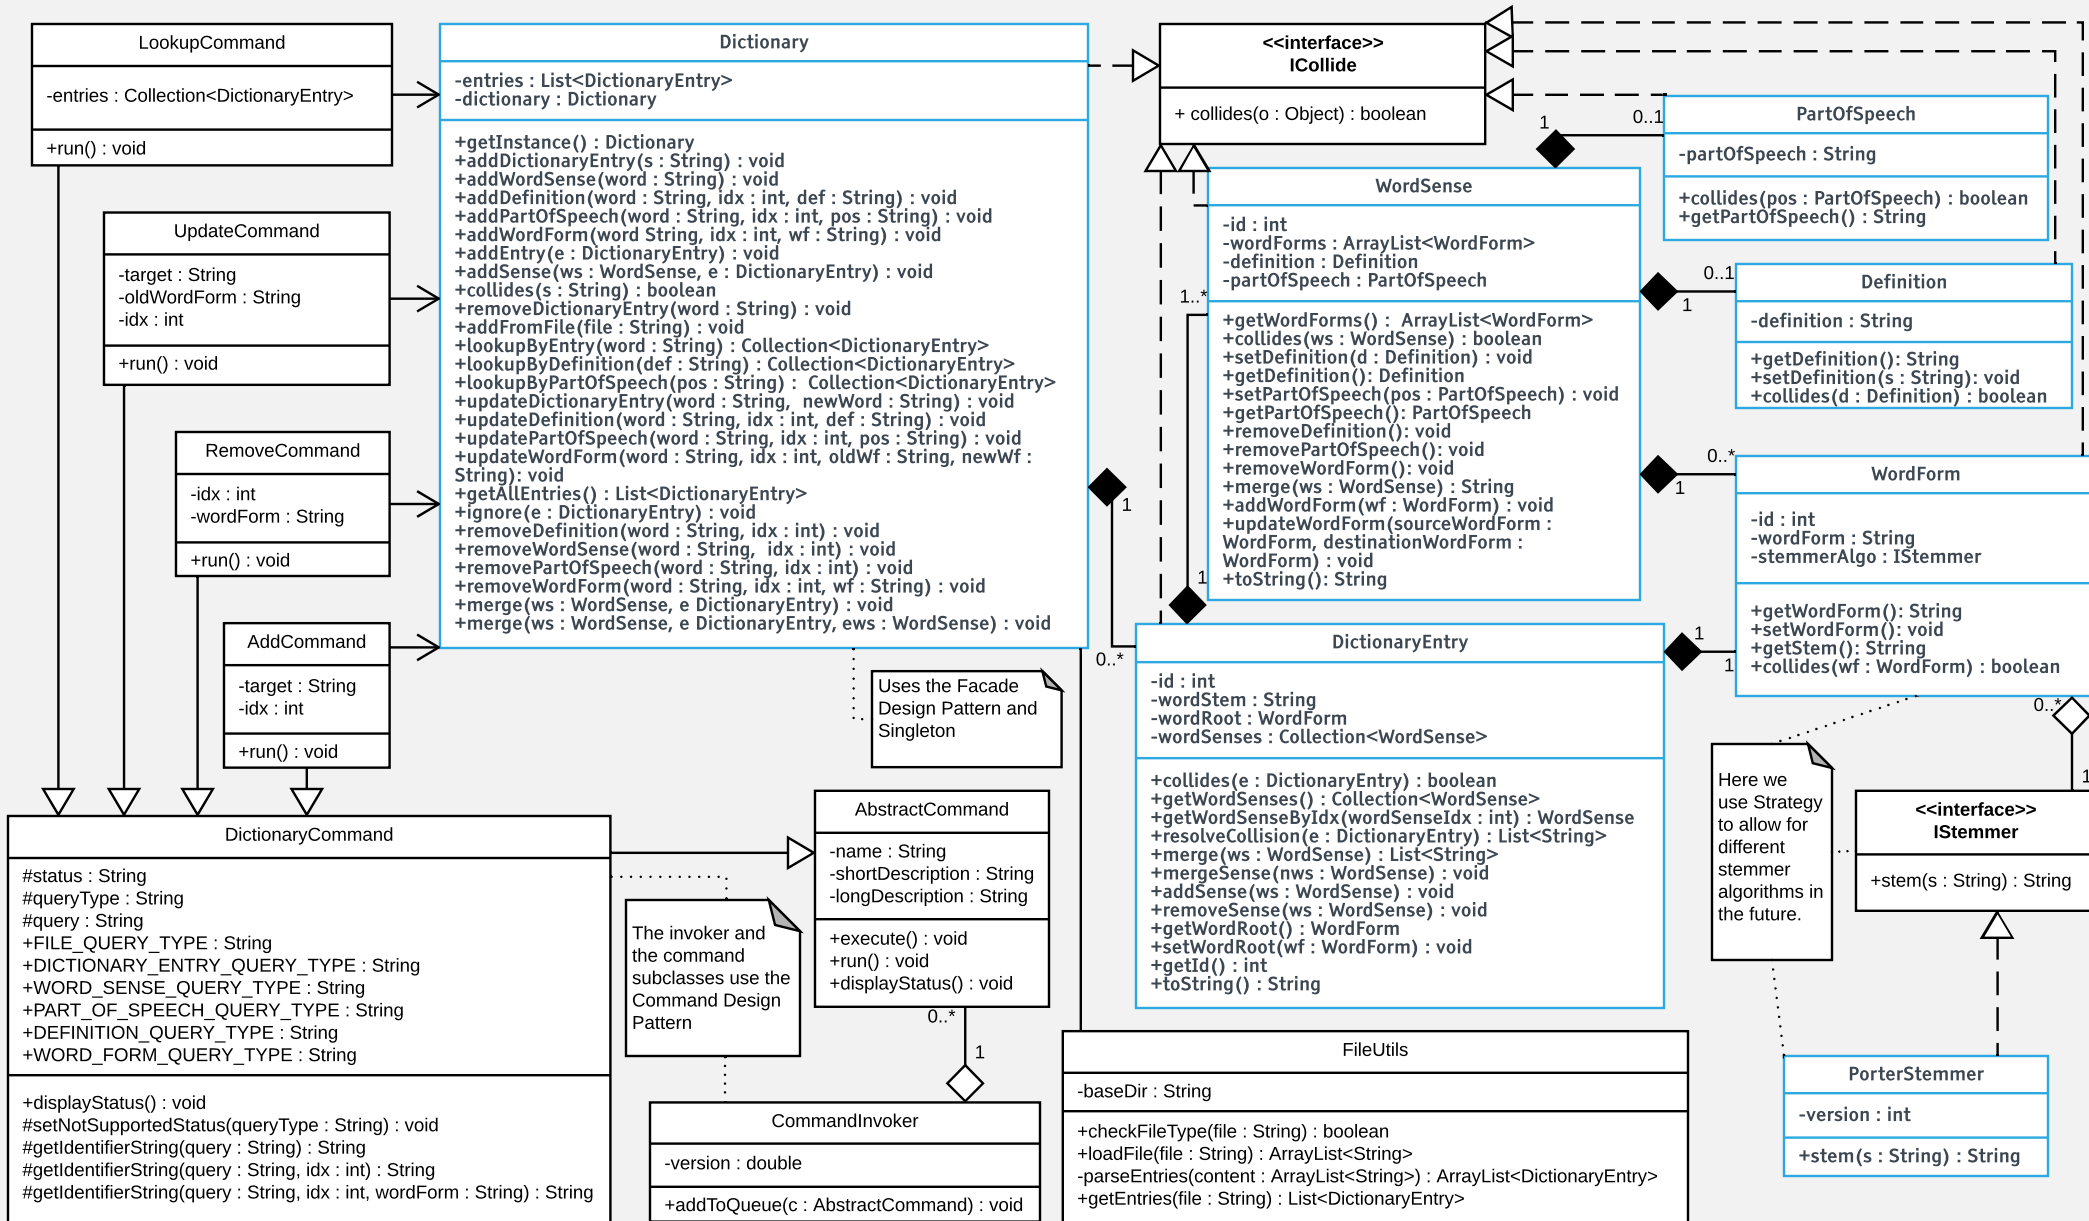 LookupCommand
-entries : Collection<DictionaryEntry>
+run() : void
UpdateCommand
-target : String
-oldWordForm : String
-idx : int
+run() : void
RemoveCommand
-idx : int
-wordForm : String
+run() : void
AddCommand
-target : String
-idx : int
+run() : void
DictionaryCommand
#status : String
#queryType : String
#query : String
+FILE_QUERY_TYPE : String
+DICTIONARY_ENTRY_QUERY_TYPE : String
+WORD_SENSE_QUERY_TYPE : String
+PART_OF_SPEECH_QUERY_TYPE : String
+DEFINITION_QUERY_TYPE : String
+WORD_FORM_QUERY_TYPE : String
+displayStatus() : void
#setNotSupportedStatus(queryType : String) : void
#getIdentifierString(query : String) : String
#getIdentifierString(query : String, idx : int) : String
#getIdentifierString(query : String, idx : int, wordForm : String) : String
Dictionary
-entries : List<DictionaryEntry>
-dictionary : Dictionary
+getInstance() : Dictionary
+addDictionaryEntry(s : String) : void
+addWordSense(word : String) : void
+addDefinition(word : String, idx : int, def : String) : void
+addPartOfSpeech(word : String, idx : int, pos : String) : void
+addWordForm(word String, idx : int, wf : String) : void
+addEntry(e : DictionaryEntry) : void
+addSense(ws : WordSense, e : DictionaryEntry) : void
+collides(s : String) : boolean
+removeDictionaryEntry(word : String) : void
+addFromFile(file : String) : void
+lookupByEntry(word : String) : Collection<DictionaryEntry>
+lookupByDefinition(def : String) : Collection<DictionaryEntry>
+lookupByPartOfSpeech(pos : String) :  Collection<DictionaryEntry>
+updateDictionaryEntry(word : String,  newWord : String) : void
+updateDefinition(word : String, idx : int, def : String) : void
+updatePartOfSpeech(word : String, idx : int, pos : String) : void
+updateWordForm(word : String, idx : int, oldWf : String, newWf :
String): void
+getAllEntries() : List<DictionaryEntry>
+ignore(e : DictionaryEntry) : void
+removeDefinition(word : String, idx : int) : void
+removeWordSense(word : String,  idx : int) : void
+removePartOfSpeech(word : String, idx : int) : void
+removeWordForm(word : String, idx : int, wf : String) : void
+merge(ws : WordSense, e DictionaryEntry) : void
+merge(ws : WordSense, e DictionaryEntry, ews : WordSense) : void
1
0..*
Uses the Facade
Design Pattern and
Singleton
The invoker and
the command
subclasses use the
Command Design
Pattern
AbstractCommand
-name : String
-shortDescription : String
-longDescription : String
+execute() : void
+run() : void
+displayStatus() : void
0..*
1
CommandInvoker
-version : double
+addToQueue(c : AbstractCommand) : void
<<interface>>
ICollide
+ collides(o : Object) : boolean
1
0..1
PartOfSpeech
-partOfSpeech : String
+collides(pos : PartOfSpeech) : boolean
+getPartOfSpeech() : String
WordSense
-id : int
-wordForms : ArrayList<WordForm>
-definition : Definition
-partOfSpeech : PartOfSpeech
+getWordForms() :  ArrayList<WordForm>
+collides(ws : WordSense) : boolean
+setDefinition(d : Definition) : void
+getDefinition(): Definition
+setPartOfSpeech(pos : PartOfSpeech) : void
+getPartOfSpeech(): PartOfSpeech
+removeDefinition(): void
+removePartOfSpeech(): void
+removeWordForm(): void
+merge(ws : WordSense) : String
+addWordForm(wf : WordForm) : void
+updateWordForm(sourceWordForm :
WordForm, destinationWordForm :
WordForm) : void
+toString(): String
1..*
1
0..1
1
Definition
-definition : String
+getDefinition(): String
+setDefinition(s : String): void
+collides(d : Definition) : boolean
0..*
1
WordForm
-id : int
-wordForm : String
-stemmerAlgo : IStemmer
+getWordForm(): String
+setWordForm(): void
+getStem(): Strring
+collides(wf : WordForm) : boolean
1
1
DictionaryEntry
-id : int
-wordStem : String
-wordRoot : WordForm
-wordSenses : Collection<WordSense>
+collides(e : DictionaryEntry) : boolean
+getWordSenses() : Collection<WordSense>
+getWordSenseByIdx(wordSenseIdx : int) : WordSense
+resolveCollision(e : DictionaryEntry) : List<String>
+merge(ws : WordSense) : List<String>
+mergeSense(nws : WordSense) : void
+addSense(ws : WordSense) : void
+removeSense(ws : WordSense) : void
+getWordRoot() : WordForm
+setWordRoot(wf : WordForm) : void
+getId() : int
+toString() : String
0..*
1
Here we
use Strategy
to allow for
different
stemmer
algorithms in
the future.
<<interface>>
IStemmer
+stem(s : String) : String
PorterStemmer
-version : int
+stem(s : String) : String
FileUtils
-baseDir : String
+checkFileType(file : String) : boolean
+loadFile(file : String) : ArrayList<String>
-parseEntries(content : ArrayList<String>) : ArrayList<DictionaryEntry>
+getEntries(file : String) : List<DictionaryEntry>